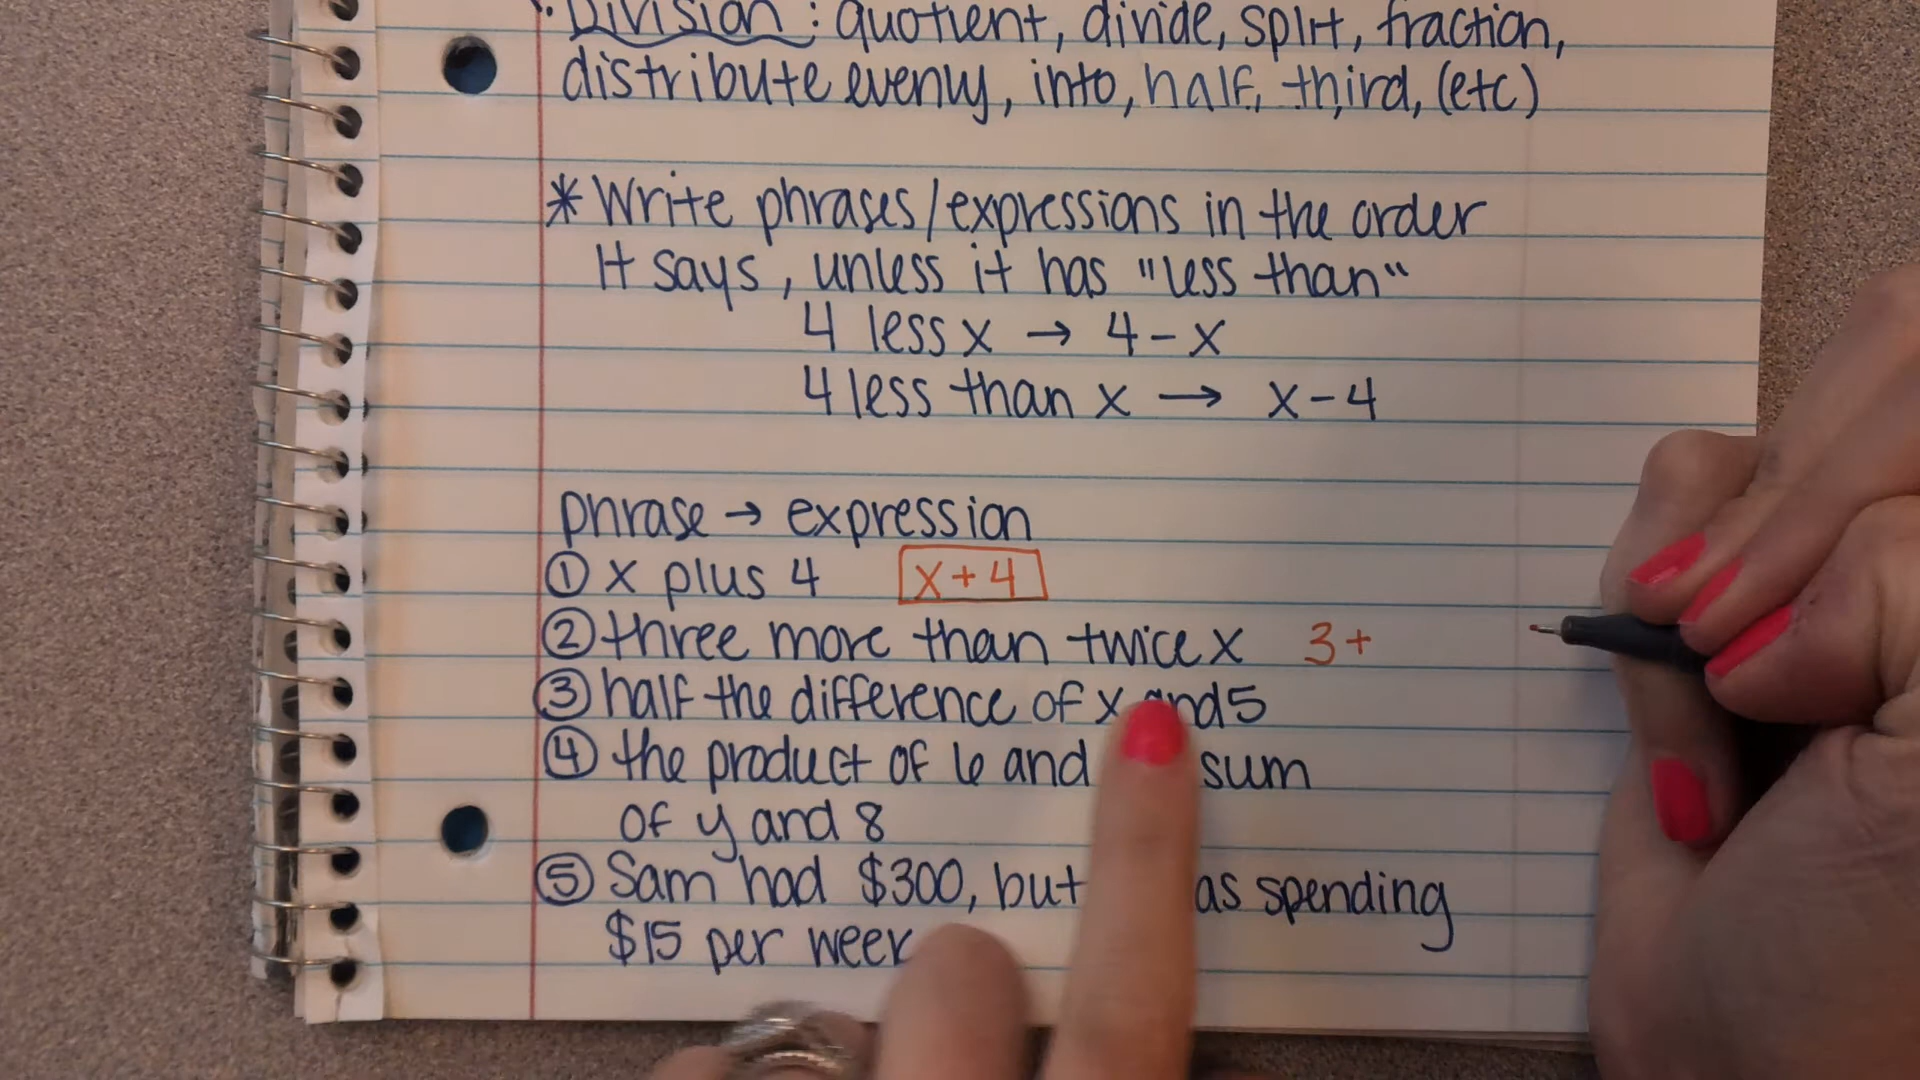 Division: quotient, divide, split, fraction,
distribute evenly, into, half, third, (etc)
* Write phrases/expressions in the order
It says, unless it has "less than"
4 less x → 4 - x
4 less than x → x - 4
phrase → expression
① x plus 4 x + 4
② three more than twice x 3 +
③ half the difference of x and 5
④ the product of 6 and sum
of y and 8
⑤ Sam had $300, but as spending
$15 per week